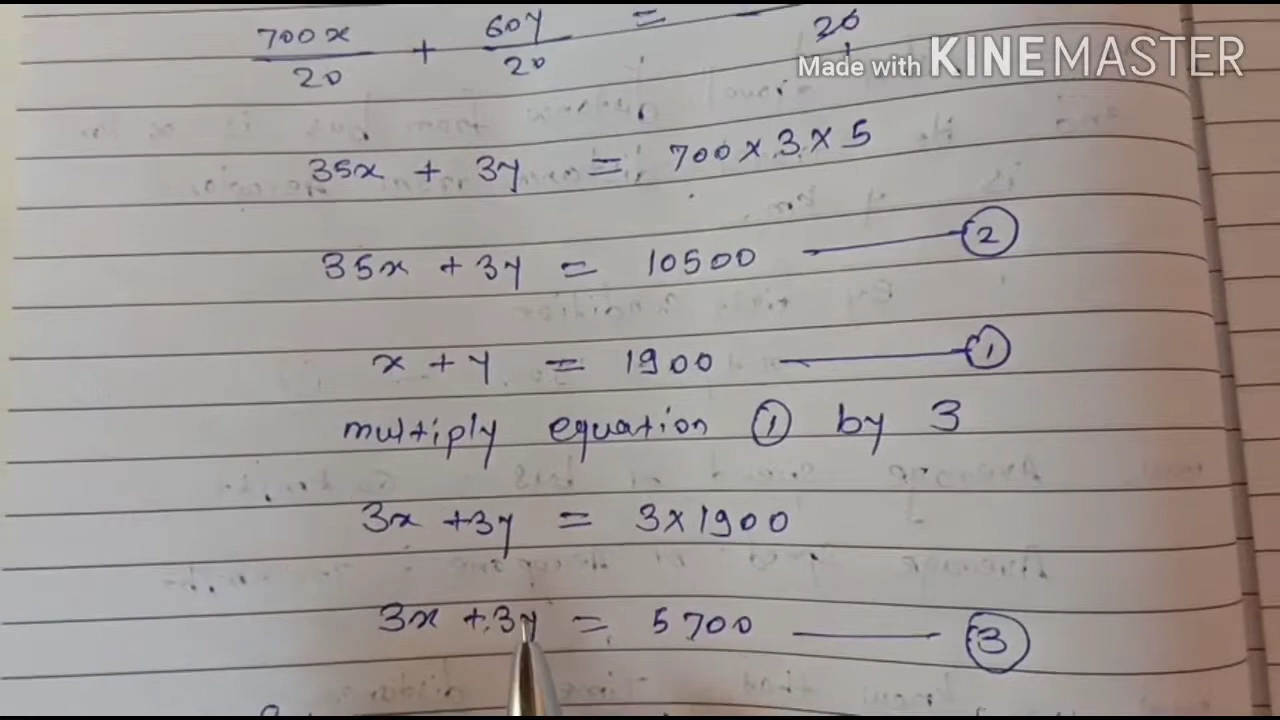 700x/20 + 60y/20 = 20
Made with KINEMASTER
35x + 3y = 700 x 3 x 5
35x + 3y = 10500 ②
x + y = 1900 ①
multiply equation ① by 3
3x + 3y = 3 x 1900
3x + 3y = 5700 ③